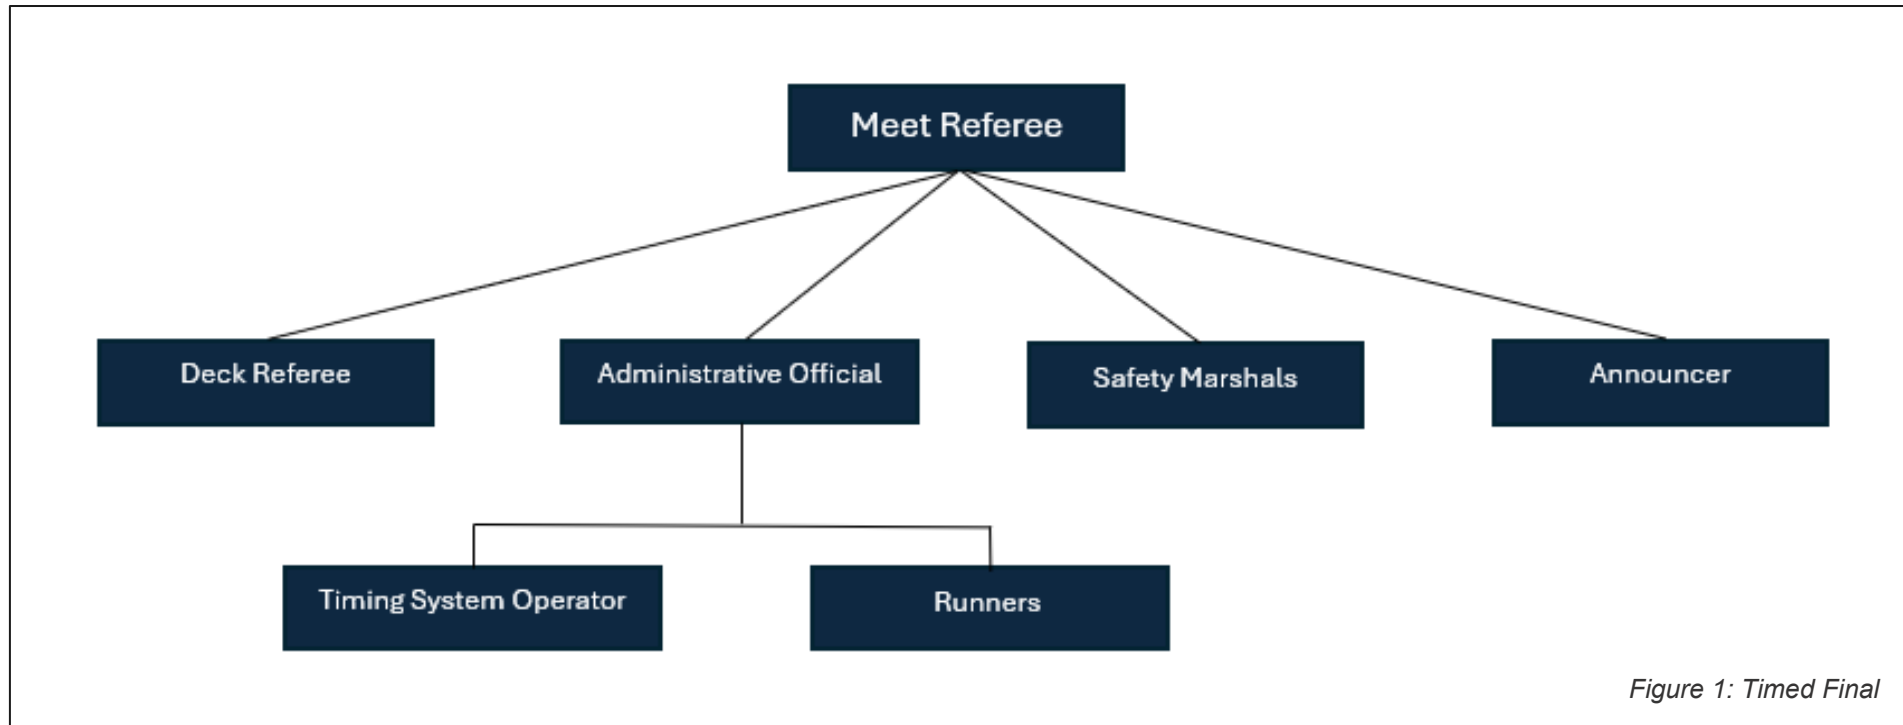 Meet Referee
Deck Referee
Administrative Official
Safety Marshals
Announcer
Timing System Operator
Runners
Figure 1: Timed Final